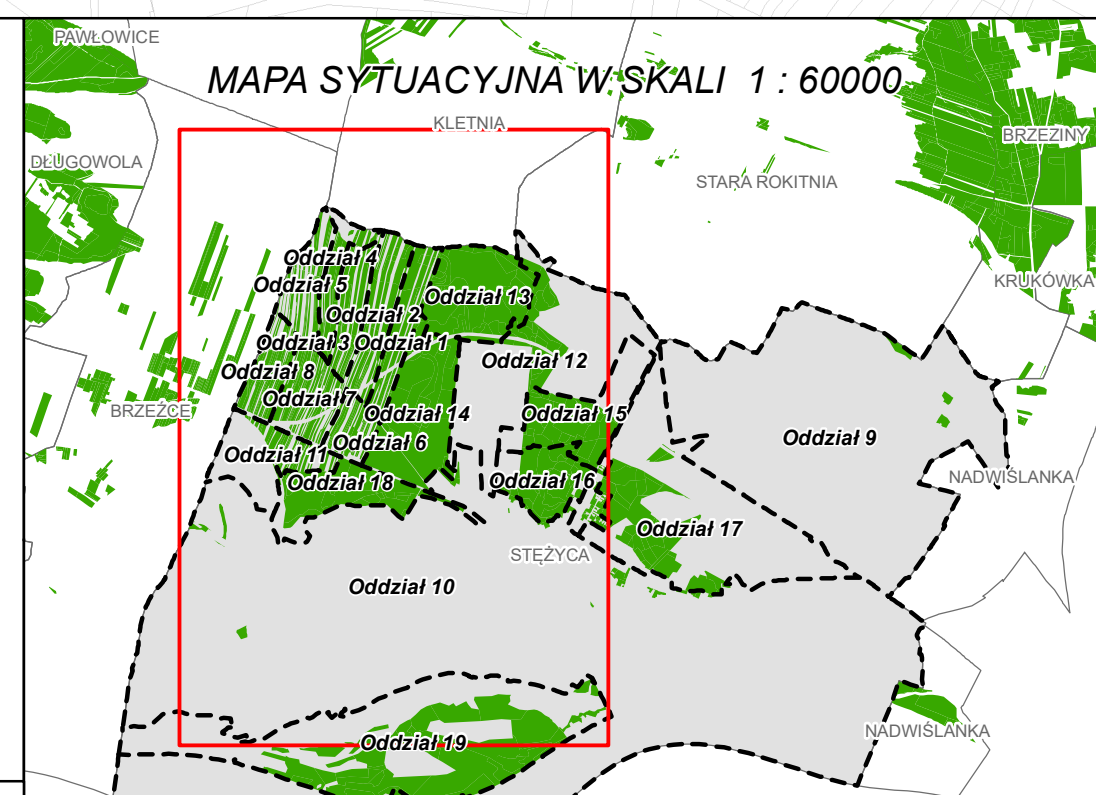 PAWŁOWICE
MAPA SYTUACYJNA W SKALI 1 : 60000
KLETNIA
BRZEZINY
DŁUGOWOLA
STARA ROKITNIA
Oddział 4
KRUKÓWKA
Oddział 5
Oddział 13
Oddział 2
Oddział 3
Oddział 1
Oddział 12
Oddział 8
Oddział 7
BRZEŹCE
Oddział 14
Oddział 15
Oddział 9
Oddział 6
Oddział 11
NADWIŚLANKA
Oddział 18
Oddział 16
Oddział 17
STĘŻYCA
Oddział 10
NADWIŚLANKA
Oddział 19